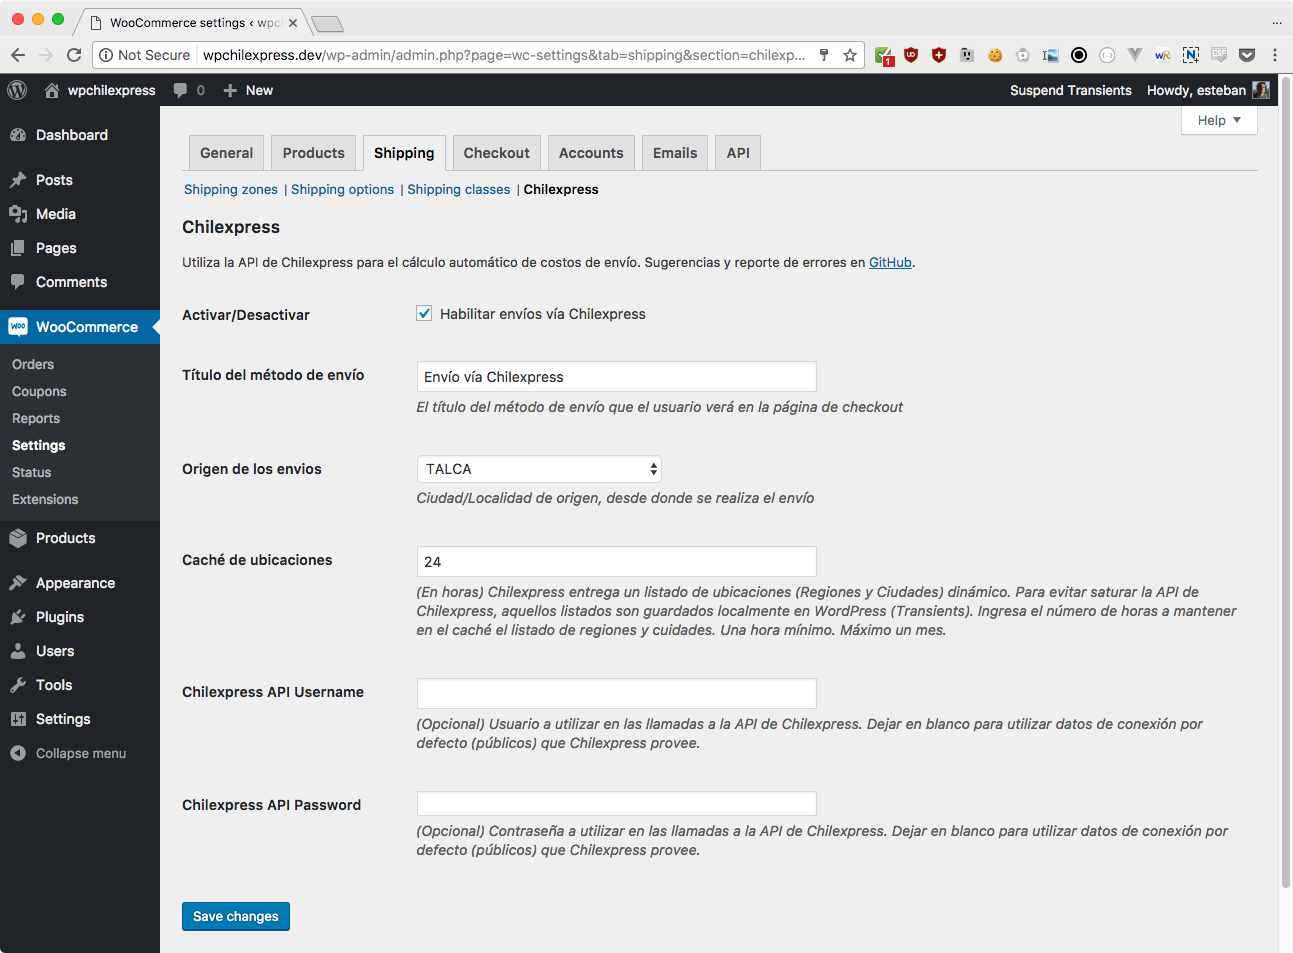 WooCommerce settings ‹ wpc
Not Secure wpchilexpress.dev/wp-admin/admin.php?page=wc-settings&tab=shipping&section=chilexp...
1
wpchilexpress 0 New Suspend Transients Howdy, esteban
Help
Dashboard
Posts
Media
Pages
Comments
WooCommerce
Orders
Coupons
Reports
Settings
Status
Extensions
Products
Appearance
Plugins
Users
Tools
Settings
Collapse menu
General Products Shipping Checkout Accounts Emails API
Shipping zones | Shipping options | Shipping classes | Chilexpress
Chilexpress
Utiliza la API de Chilexpress para el cálculo automático de costos de envío. Sugerencias y reporte de errores en GitHub.
Activar/Desactivar Habilitar envíos vía Chilexpress
Título del método de envío Envío vía Chilexpress
El título del método de envío que el usuario verá en la página de checkout
Origen de los envios TALCA
Ciudad/Localidad de origen, desde donde se realiza el envío
Caché de ubicaciones 24
(En horas) Chilexpress entrega un listado de ubicaciones (Regiones y Ciudades) dinámico. Para evitar saturar la API de
Chilexpress, aquellos listados son guardados localmente en WordPress (Transients). Ingresa el número de horas a mantener
en el caché el listado de regiones y cuidades. Una hora mínimo. Máximo un mes.
Chilexpress API Username
(Opcional) Usuario a utilizar en las llamadas a la API de Chilexpress. Dejar en blanco para utilizar datos de conexión por
defecto (públicos) que Chilexpress provee.
Chilexpress API Password
(Opcional) Contraseña a utilizar en las llamadas a la API de Chilexpress. Dejar en blanco para utilizar datos de conexión por
defecto (públicos) que Chilexpress provee.
Save changes